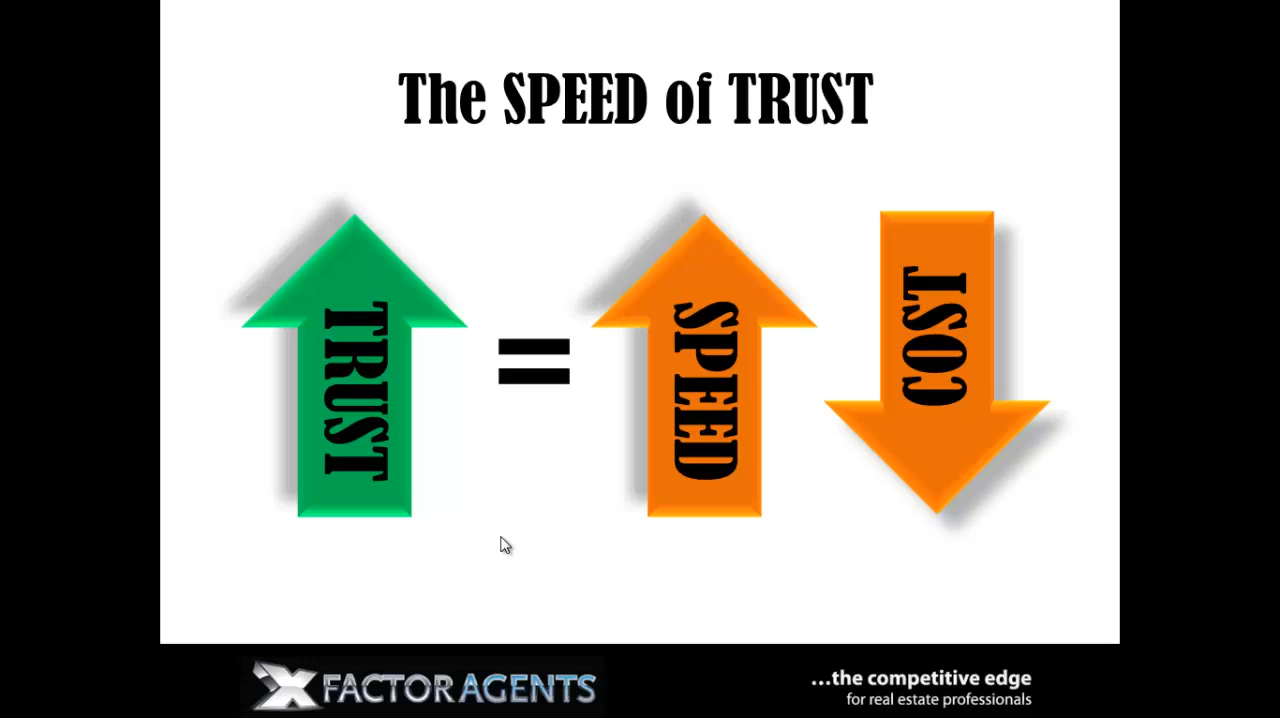 The SPEED of TRUST
TRUST
=
SPEED
COST
X FACTOR AGENTS
...the competitive edge
for real estate professionals